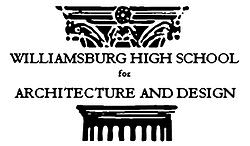 WILLIAMSBURG HIGH SCHOOL
for
ARCHITECTURE AND DESIGN